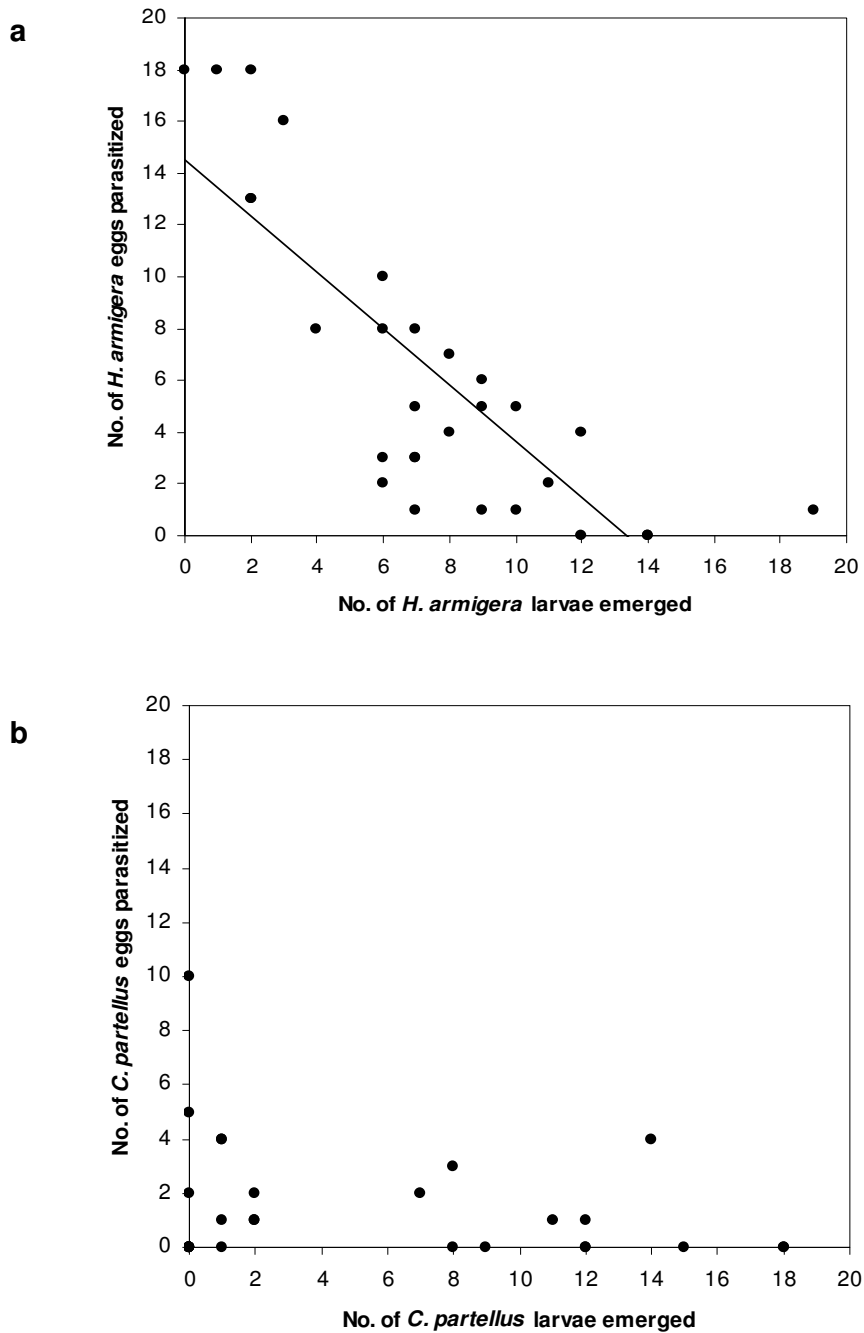 a
20
18
16
14
12
10
8
6
4
2
0
No. of H. armigera eggs parasitized
0 2 4 6 8 10 12 14 16 18 20
No. of H. armigera larvae emerged
b
20
18
16
14
12
10
8
6
4
2
0
No. of C. partellus eggs parasitized
0 2 4 6 8 10 12 14 16 18 20
No. of C. partellus larvae emerged